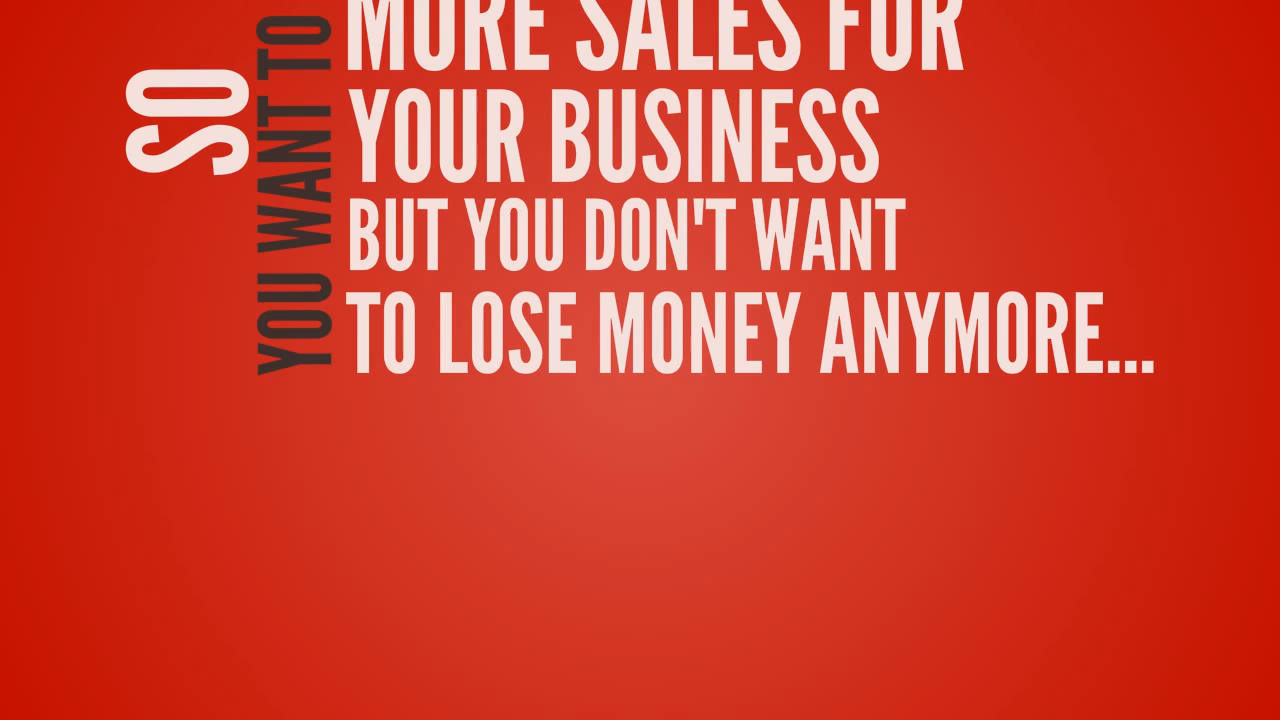 SO
YOU WANT TO
MORE SALES FOR
YOUR BUSINESS
BUT YOU DON'T WANT
TO LOSE MONEY ANYMORE...